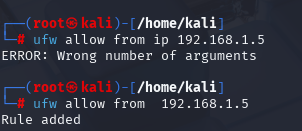 ┌──(root㉿kali)-[/home/kali]
└─# ufw allow from ip 192.168.1.5
ERROR: Wrong number of arguments
┌──(root㉿kali)-[/home/kali]
└─# ufw allow from  192.168.1.5
Rule added